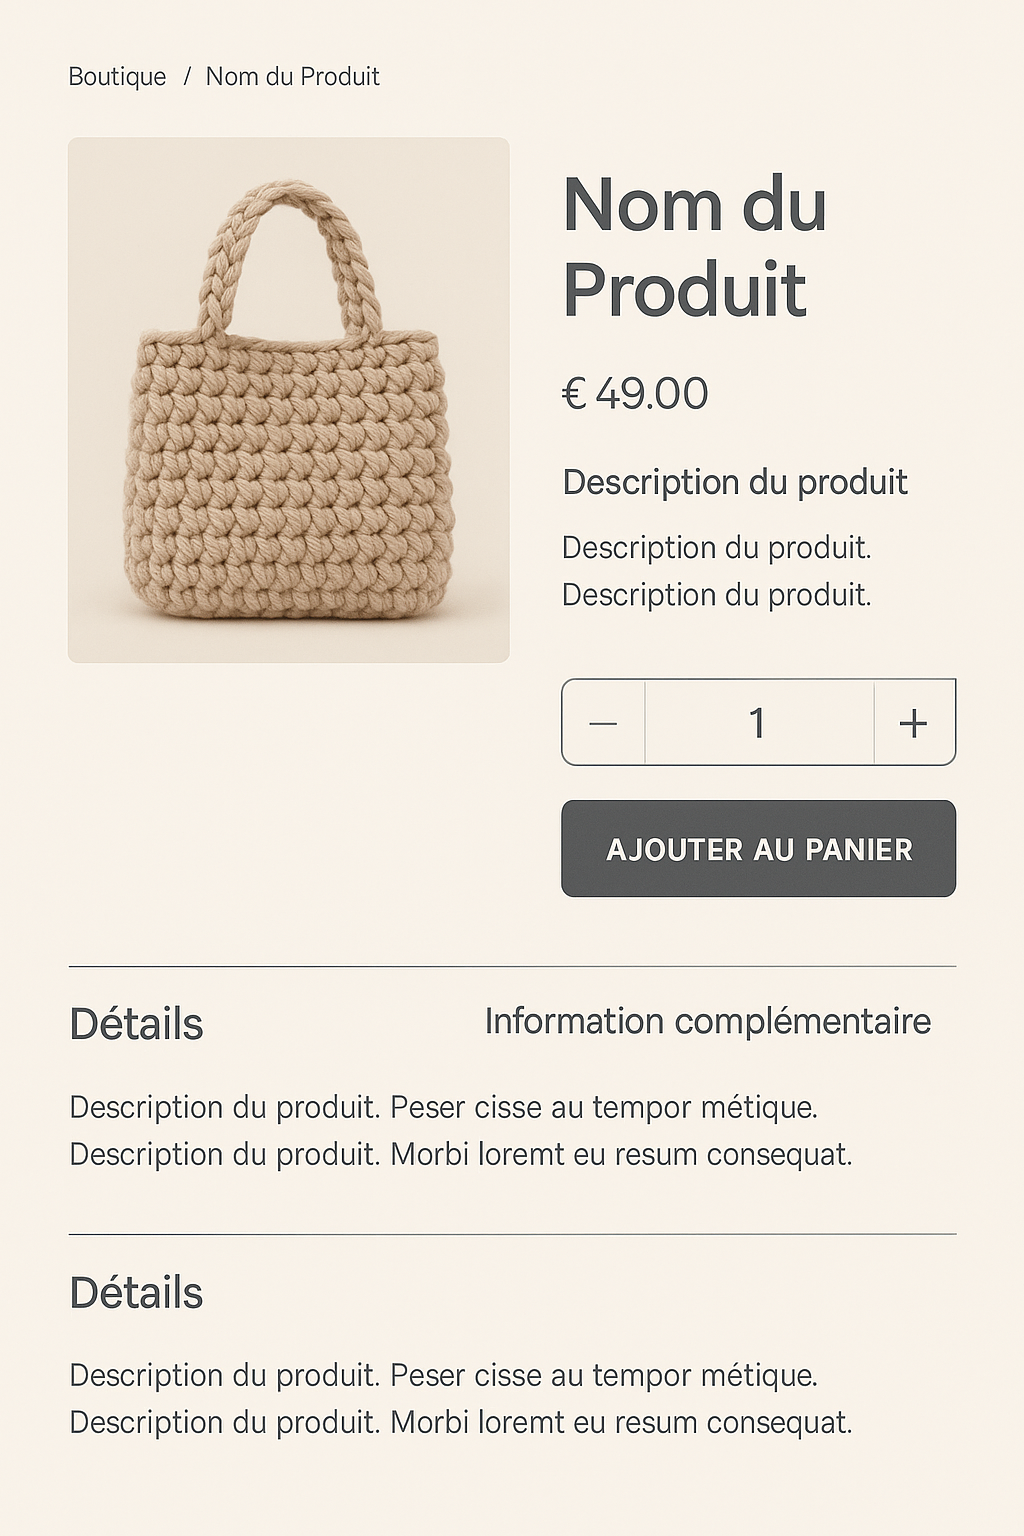 Boutique / Nom du Produit
Nom du
Produit
€ 49.00
Description du produit
Description du produit.
Description du produit.
— 1 +
AJOUTER AU PANIER
Détails
Information complémentaire
Description du produit. Peser cisse au tempor métique.
Description du produit. Morbi loremt eu resum consequat.
Détails
Description du produit. Peser cisse au tempor métique.
Description du produit. Morbi loremt eu resum consequat.